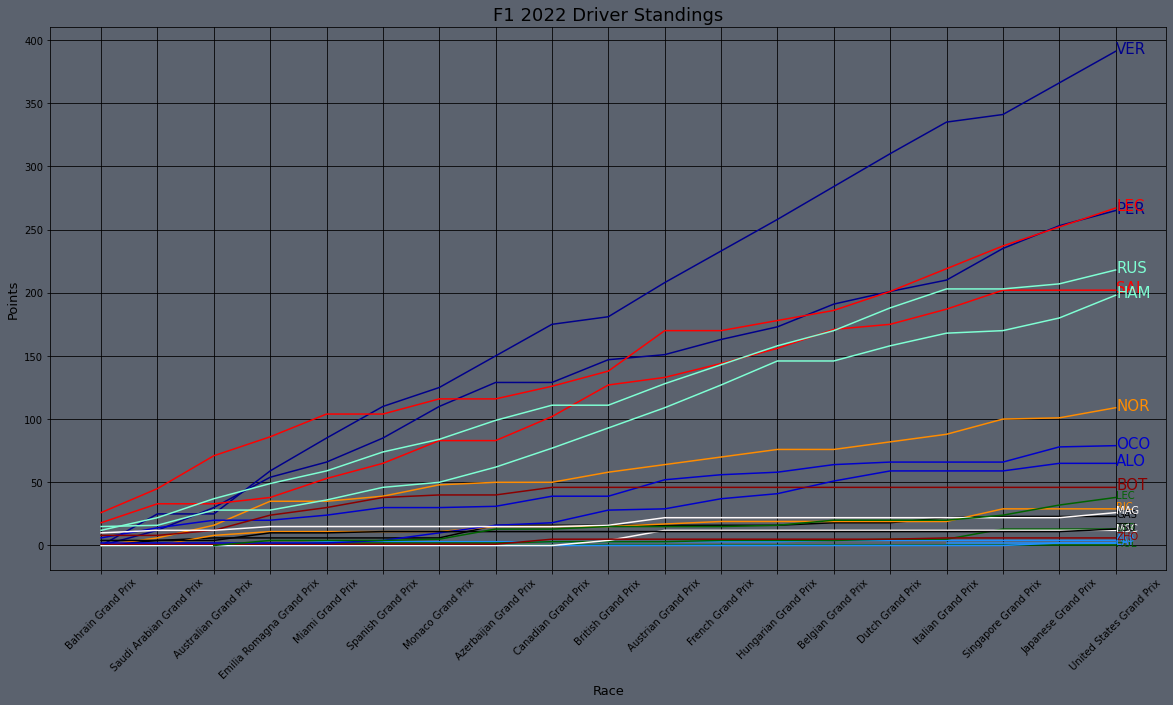 F1 2022 Driver Standings
400
350
300
250
200
150
100
50
0
Points
VER
PER
RUS
HAM
NOR
OCO
ALO
BOT
MAG
ZHO
Bahrain Grand Prix
Saudi Arabian Grand Prix
Australian Grand Prix
Emilia Romagna Grand Prix
Miami Grand Prix
Spanish Grand Prix
Monaco Grand Prix
Azerbaijan Grand Prix
Canadian Grand Prix
British Grand Prix
Austrian Grand Prix
French Grand Prix
Hungarian Grand Prix
Belgian Grand Prix
Dutch Grand Prix
Italian Grand Prix
Singapore Grand Prix
Japanese Grand Prix
United States Grand Prix
Race